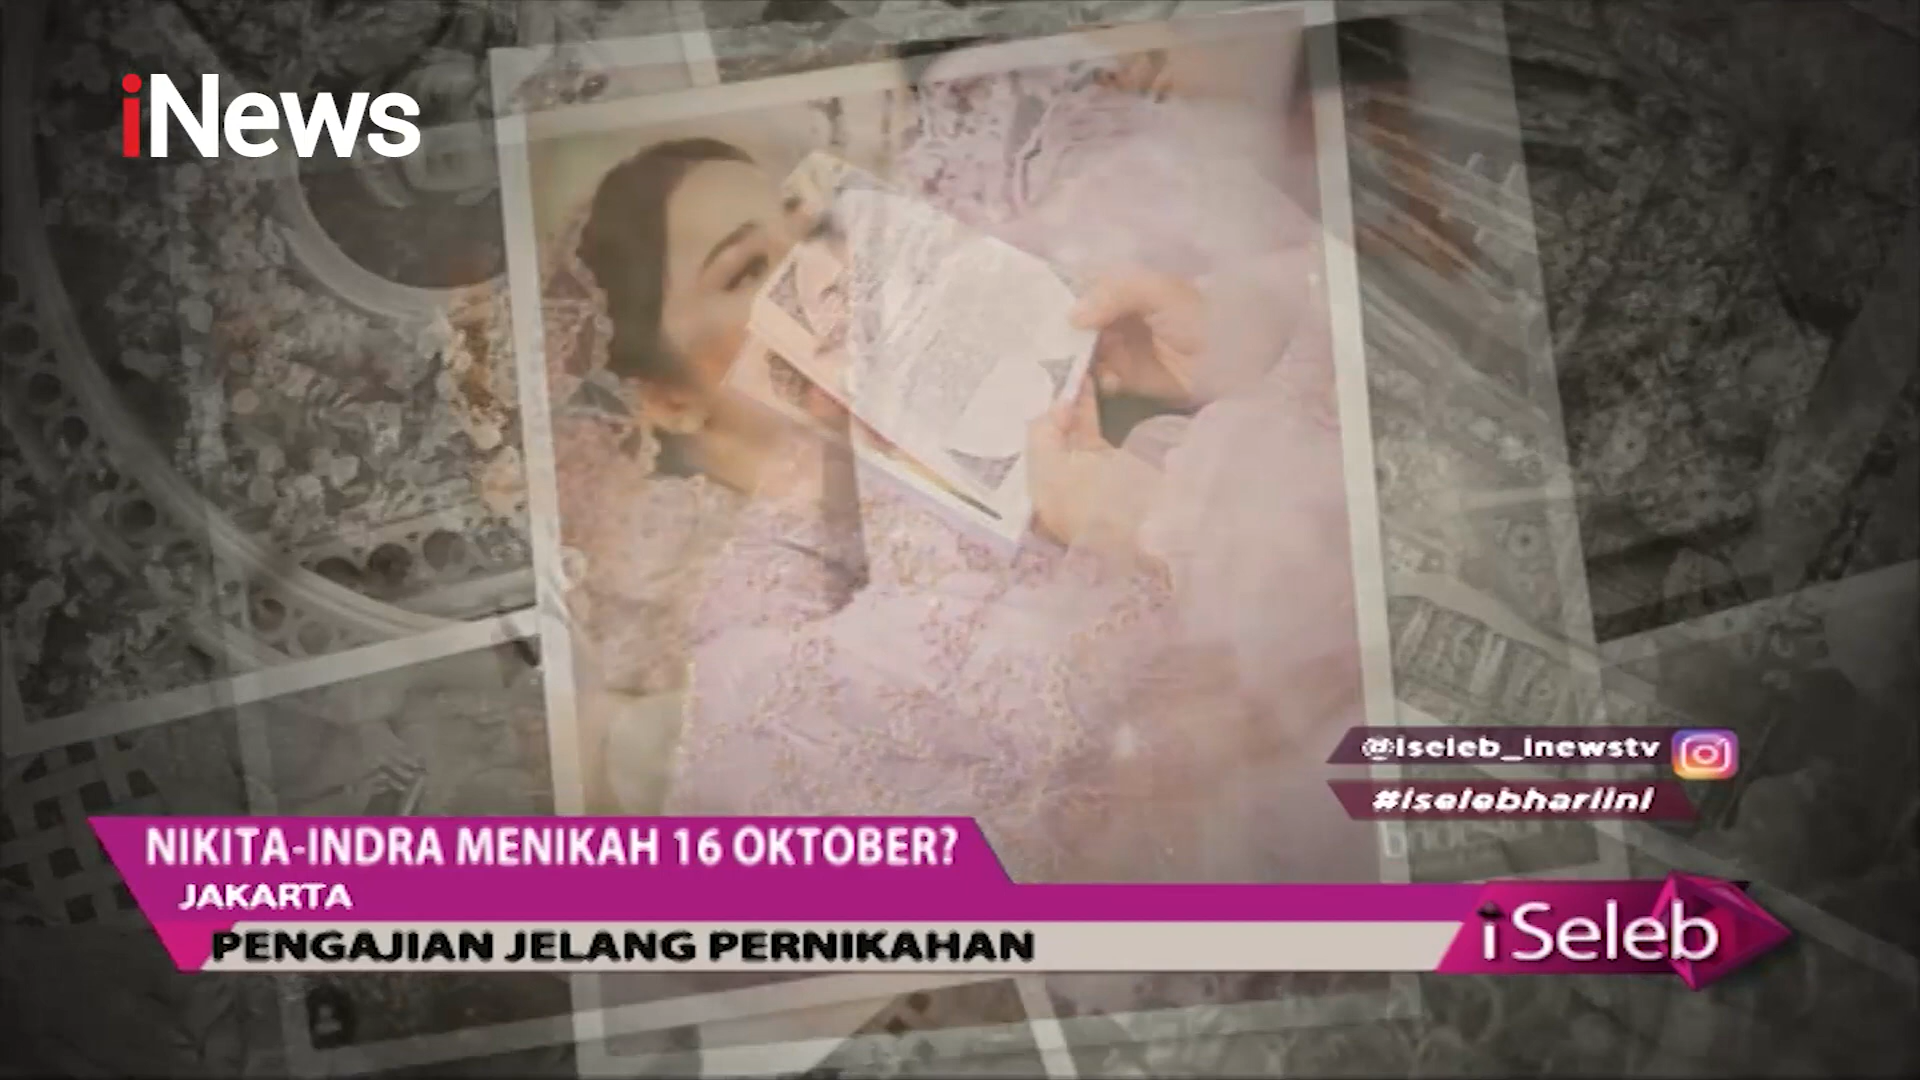 iNews
@iseleb_inewstv
#iselebhariini
NIKITA-INDRA MENIKAH 16 OKTOBER?
JAKARTA
PENGAJIAN JELANG PERNIKAHAN
iSeleb